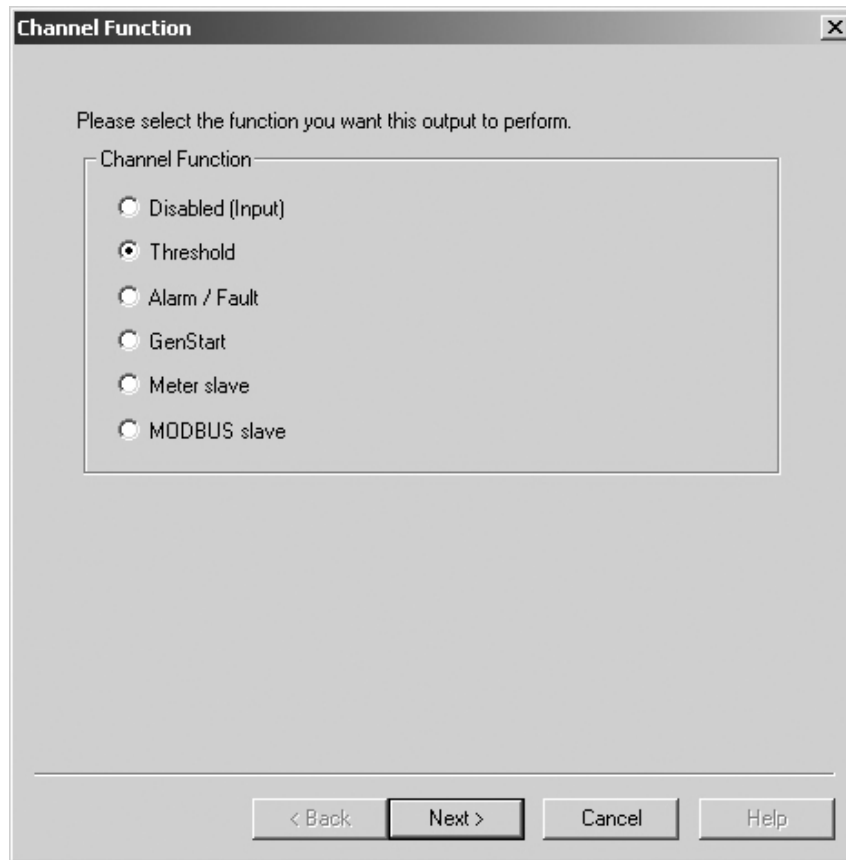 Channel Function
Please select the function you want this output to perform.
Channel Function
Disabled (Input)
Threshold
Alarm / Fault
GenStart
Meter slave
MODBUS slave
< Back Next > Cancel Help